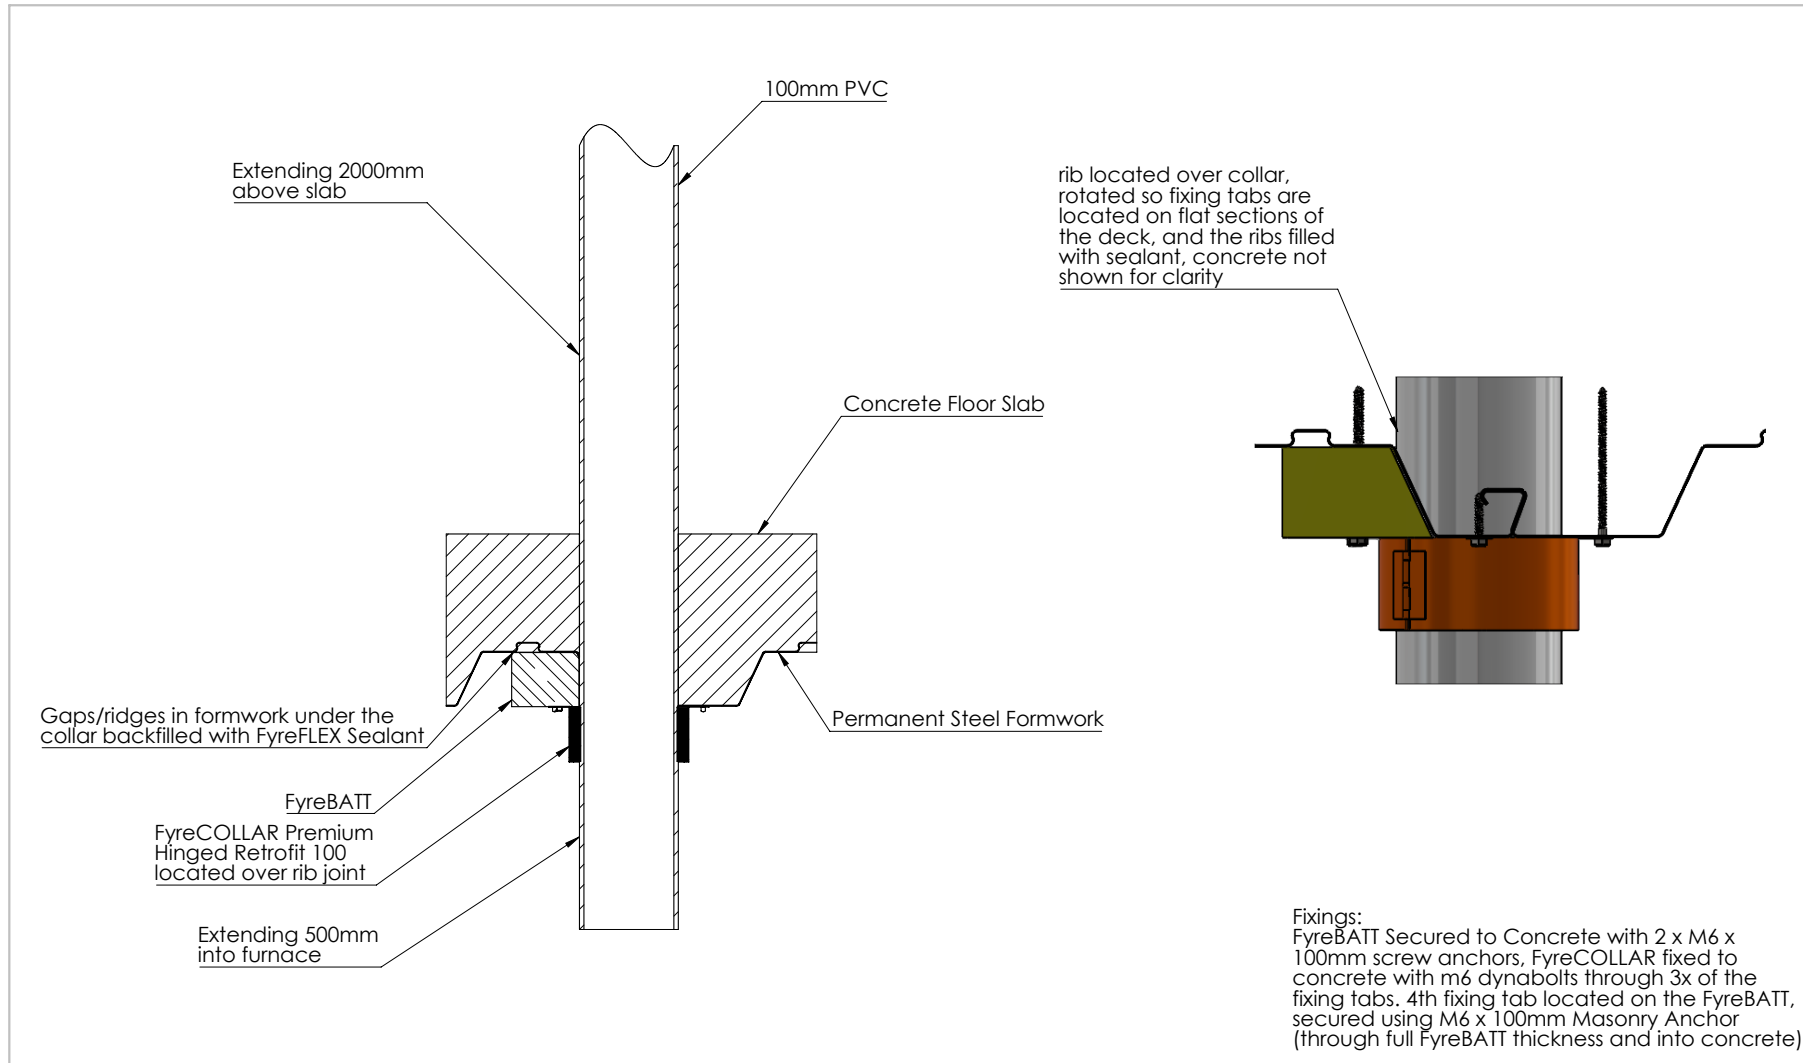 100mm PVC
Extending 2000mm
above slab
rib located over collar,
rotated so fixing tabs are
located on flat sections of
the deck, and the ribs filled
with sealant, concrete not
shown for clarity
Concrete Floor Slab
Gaps/ridges in formwork under the
collar backfilled with FyreFLEX Sealant
Permanent Steel Formwork
FyreBATT
FyreCOLLAR Premium
Hinged Retrofit 100
located over rib joint
Extending 500mm
into furnace
Fixings:
FyreBATT Secured to Concrete with 2 x M6 x
100mm screw anchors, FyreCOLLAR fixed to
concrete with m6 dynabolts through 3x of the
fixing tabs. 4th fixing tab located on the FyreBATT,
secured using M6 x 100mm Masonry Anchor
(through full FyreBATT thickness and into concrete)